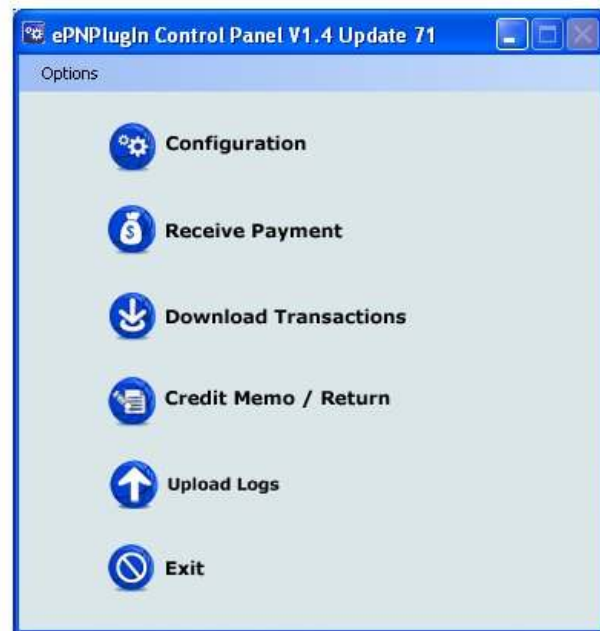 ePNPlugIn Control Panel V1.4 Update 71
Options
Configuration
Receive Payment
Download Transactions
Credit Memo / Return
Upload Logs
Exit